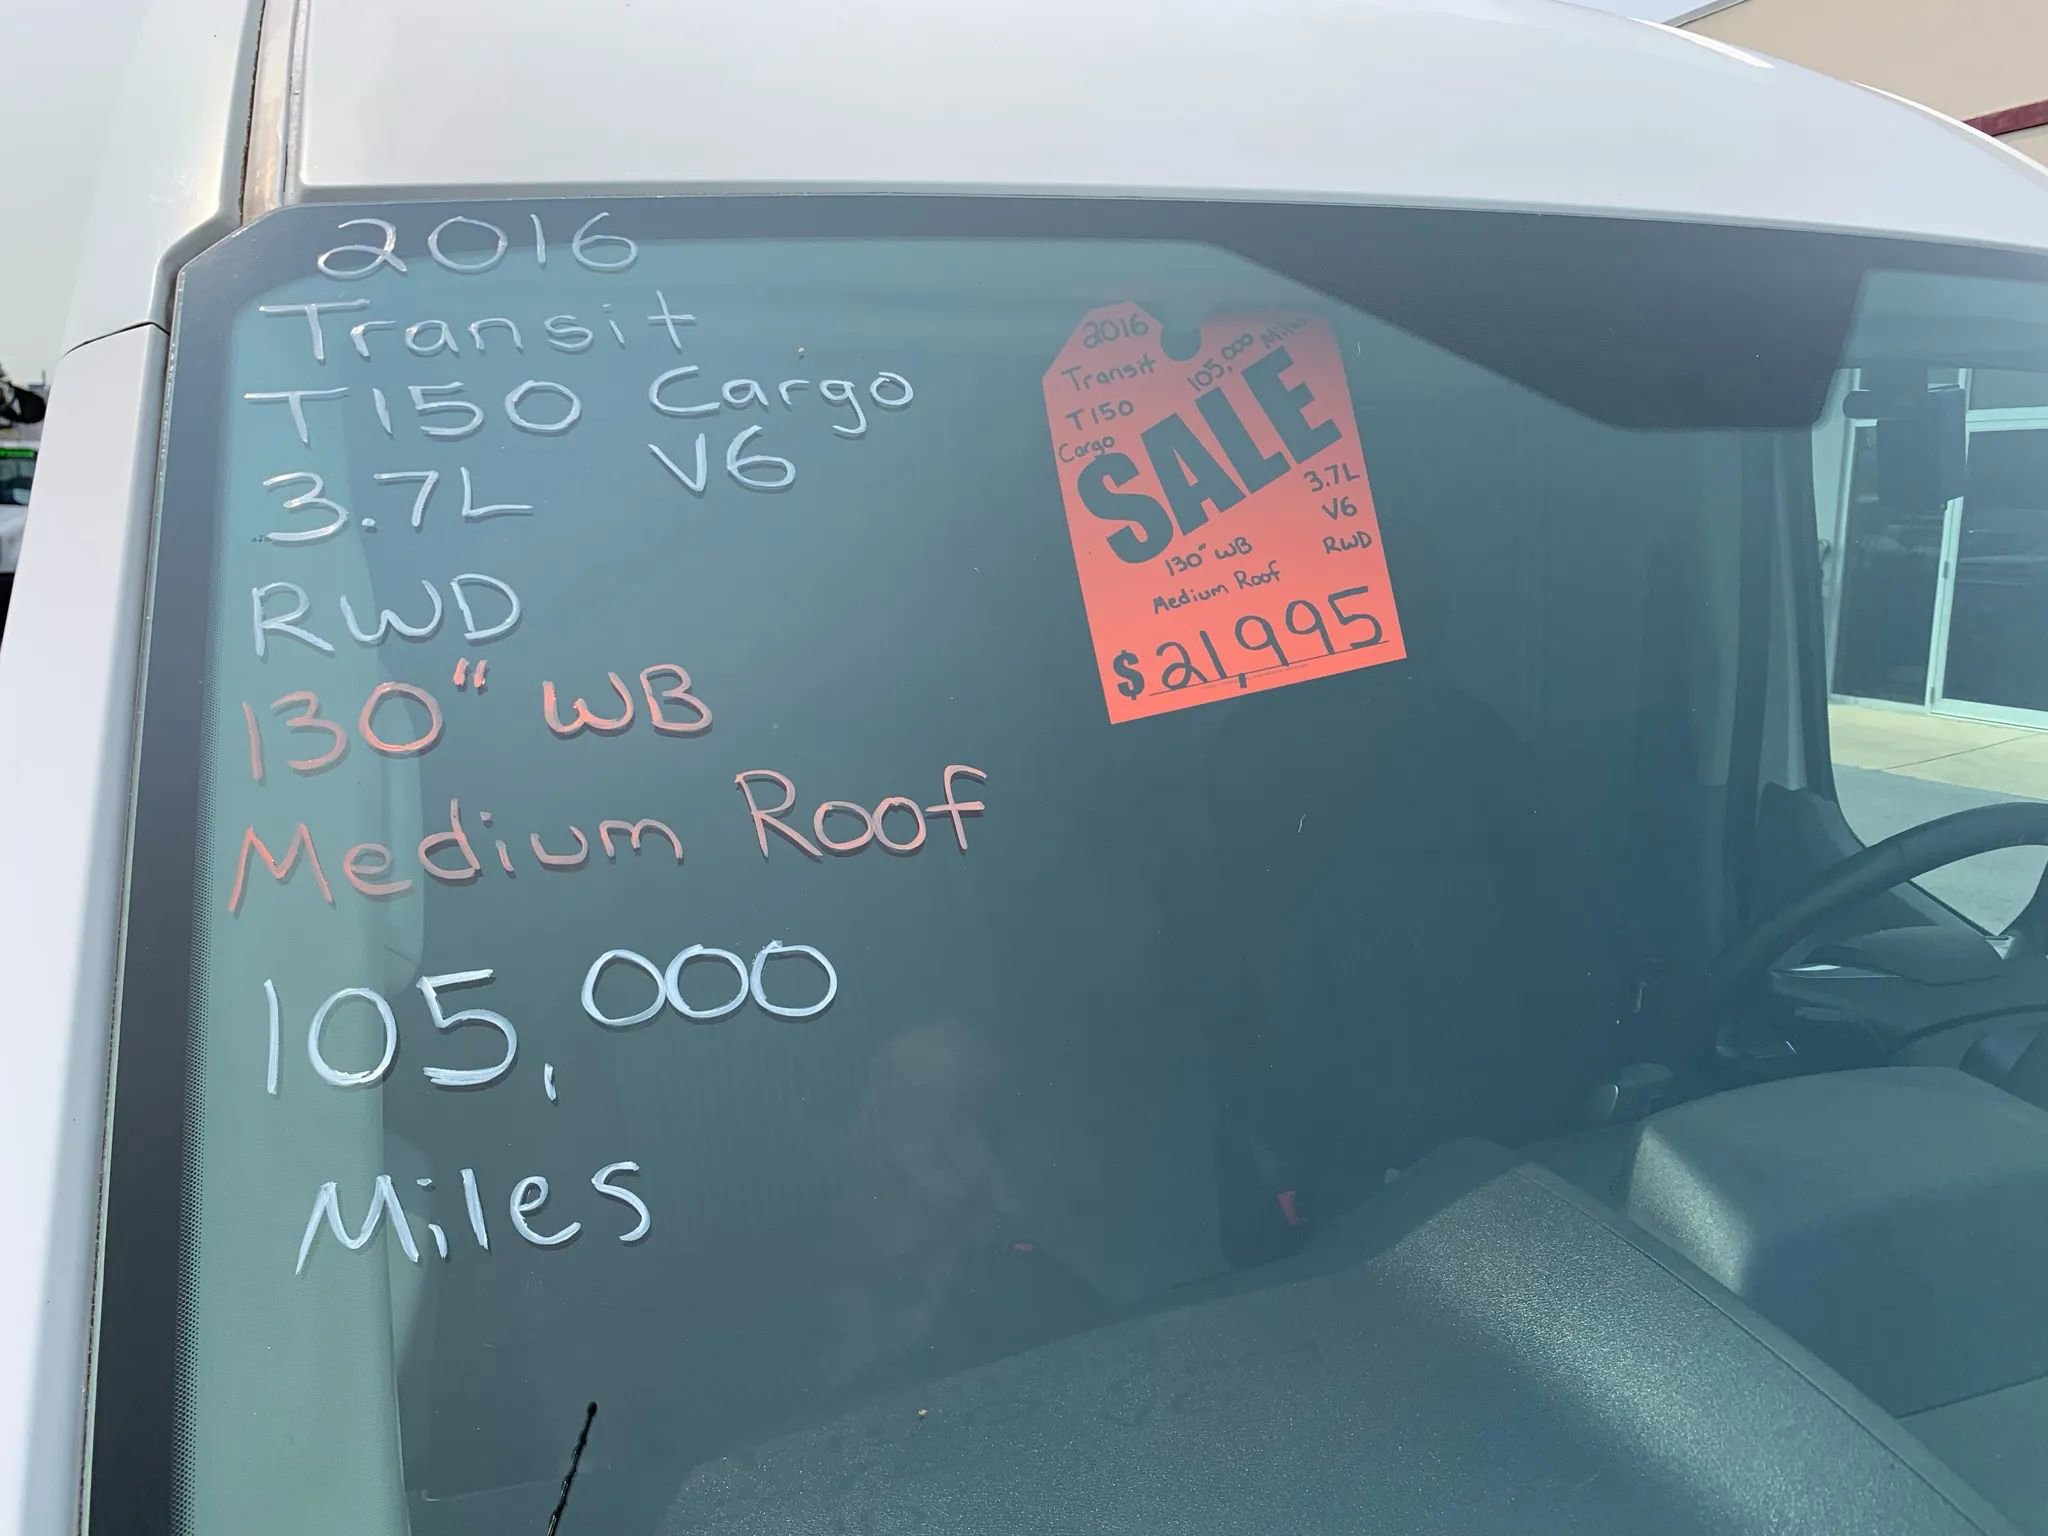 2016
Transit
T150 Cargo
3.7L V6
RWD
130" WB
Medium Roof
105,000
Miles
2016
Transit
T150
Cargo
105,000 Miles
SALE
3.7L
V6
RWD
130" WB
Medium Roof
$21,995